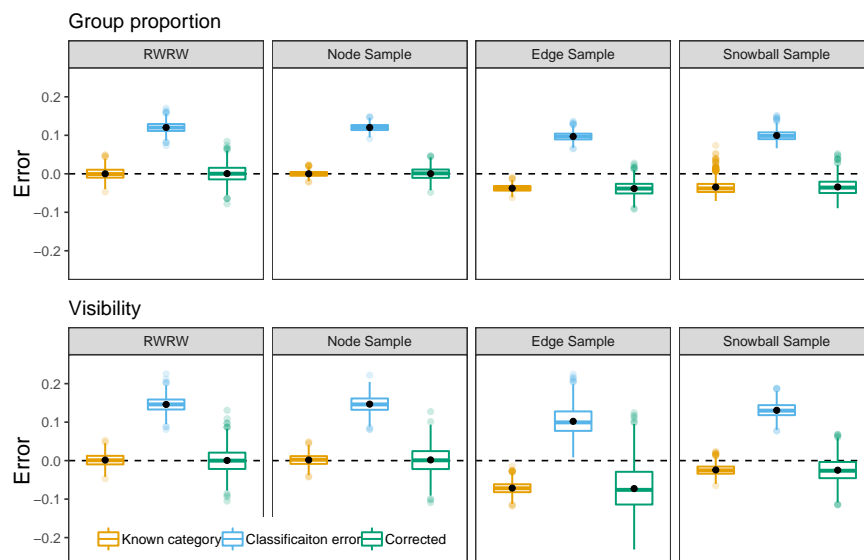 Group proportion
RWRW Node Sample Edge Sample Snowball Sample
Error
0.2
0.1
0.0
−0.1
−0.2
Visibility
RWRW Node Sample Edge Sample Snowball Sample
Error
0.2
0.1
0.0
−0.1
−0.2
Known category Classificaiton error Corrected